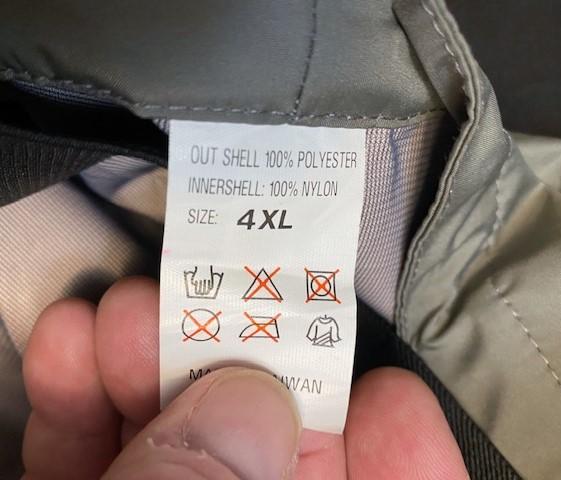 OUT SHELL 100% POLYESTER
INNERSHELL: 100% NYLON
SIZE: 4XL